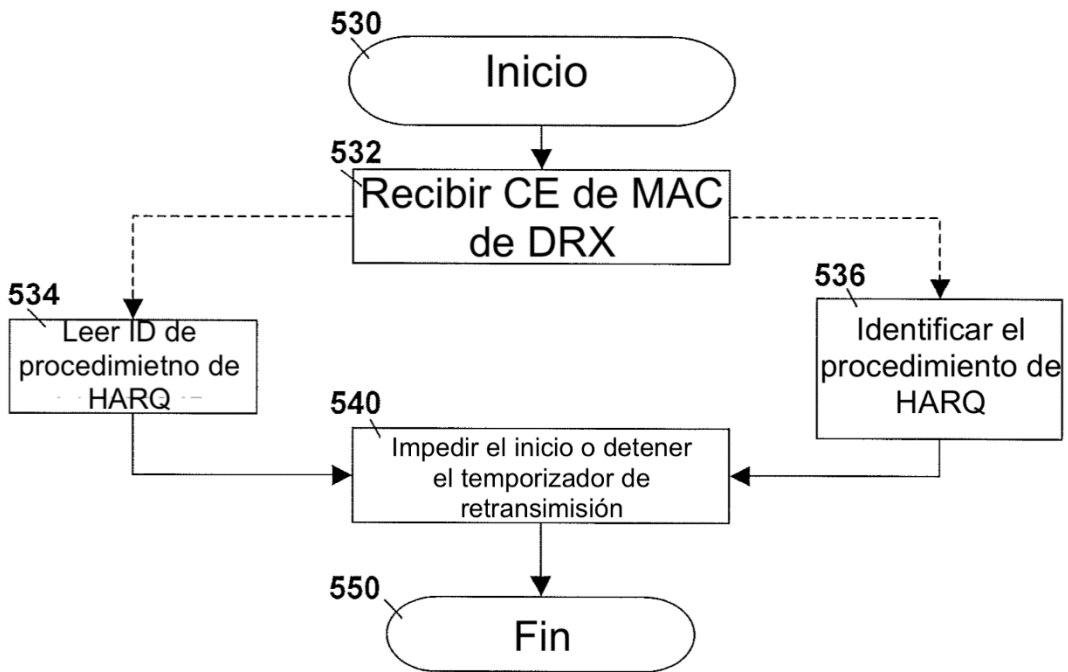 530
Inicio
532
Recibir CE de MAC
de DRX
534
Leer ID de
procedimietno de
HARQ
536
Identificar el
procedimiento de
HARQ
540
Impedir el inicio o detener
el temporizador de
retransimisión
550
Fin